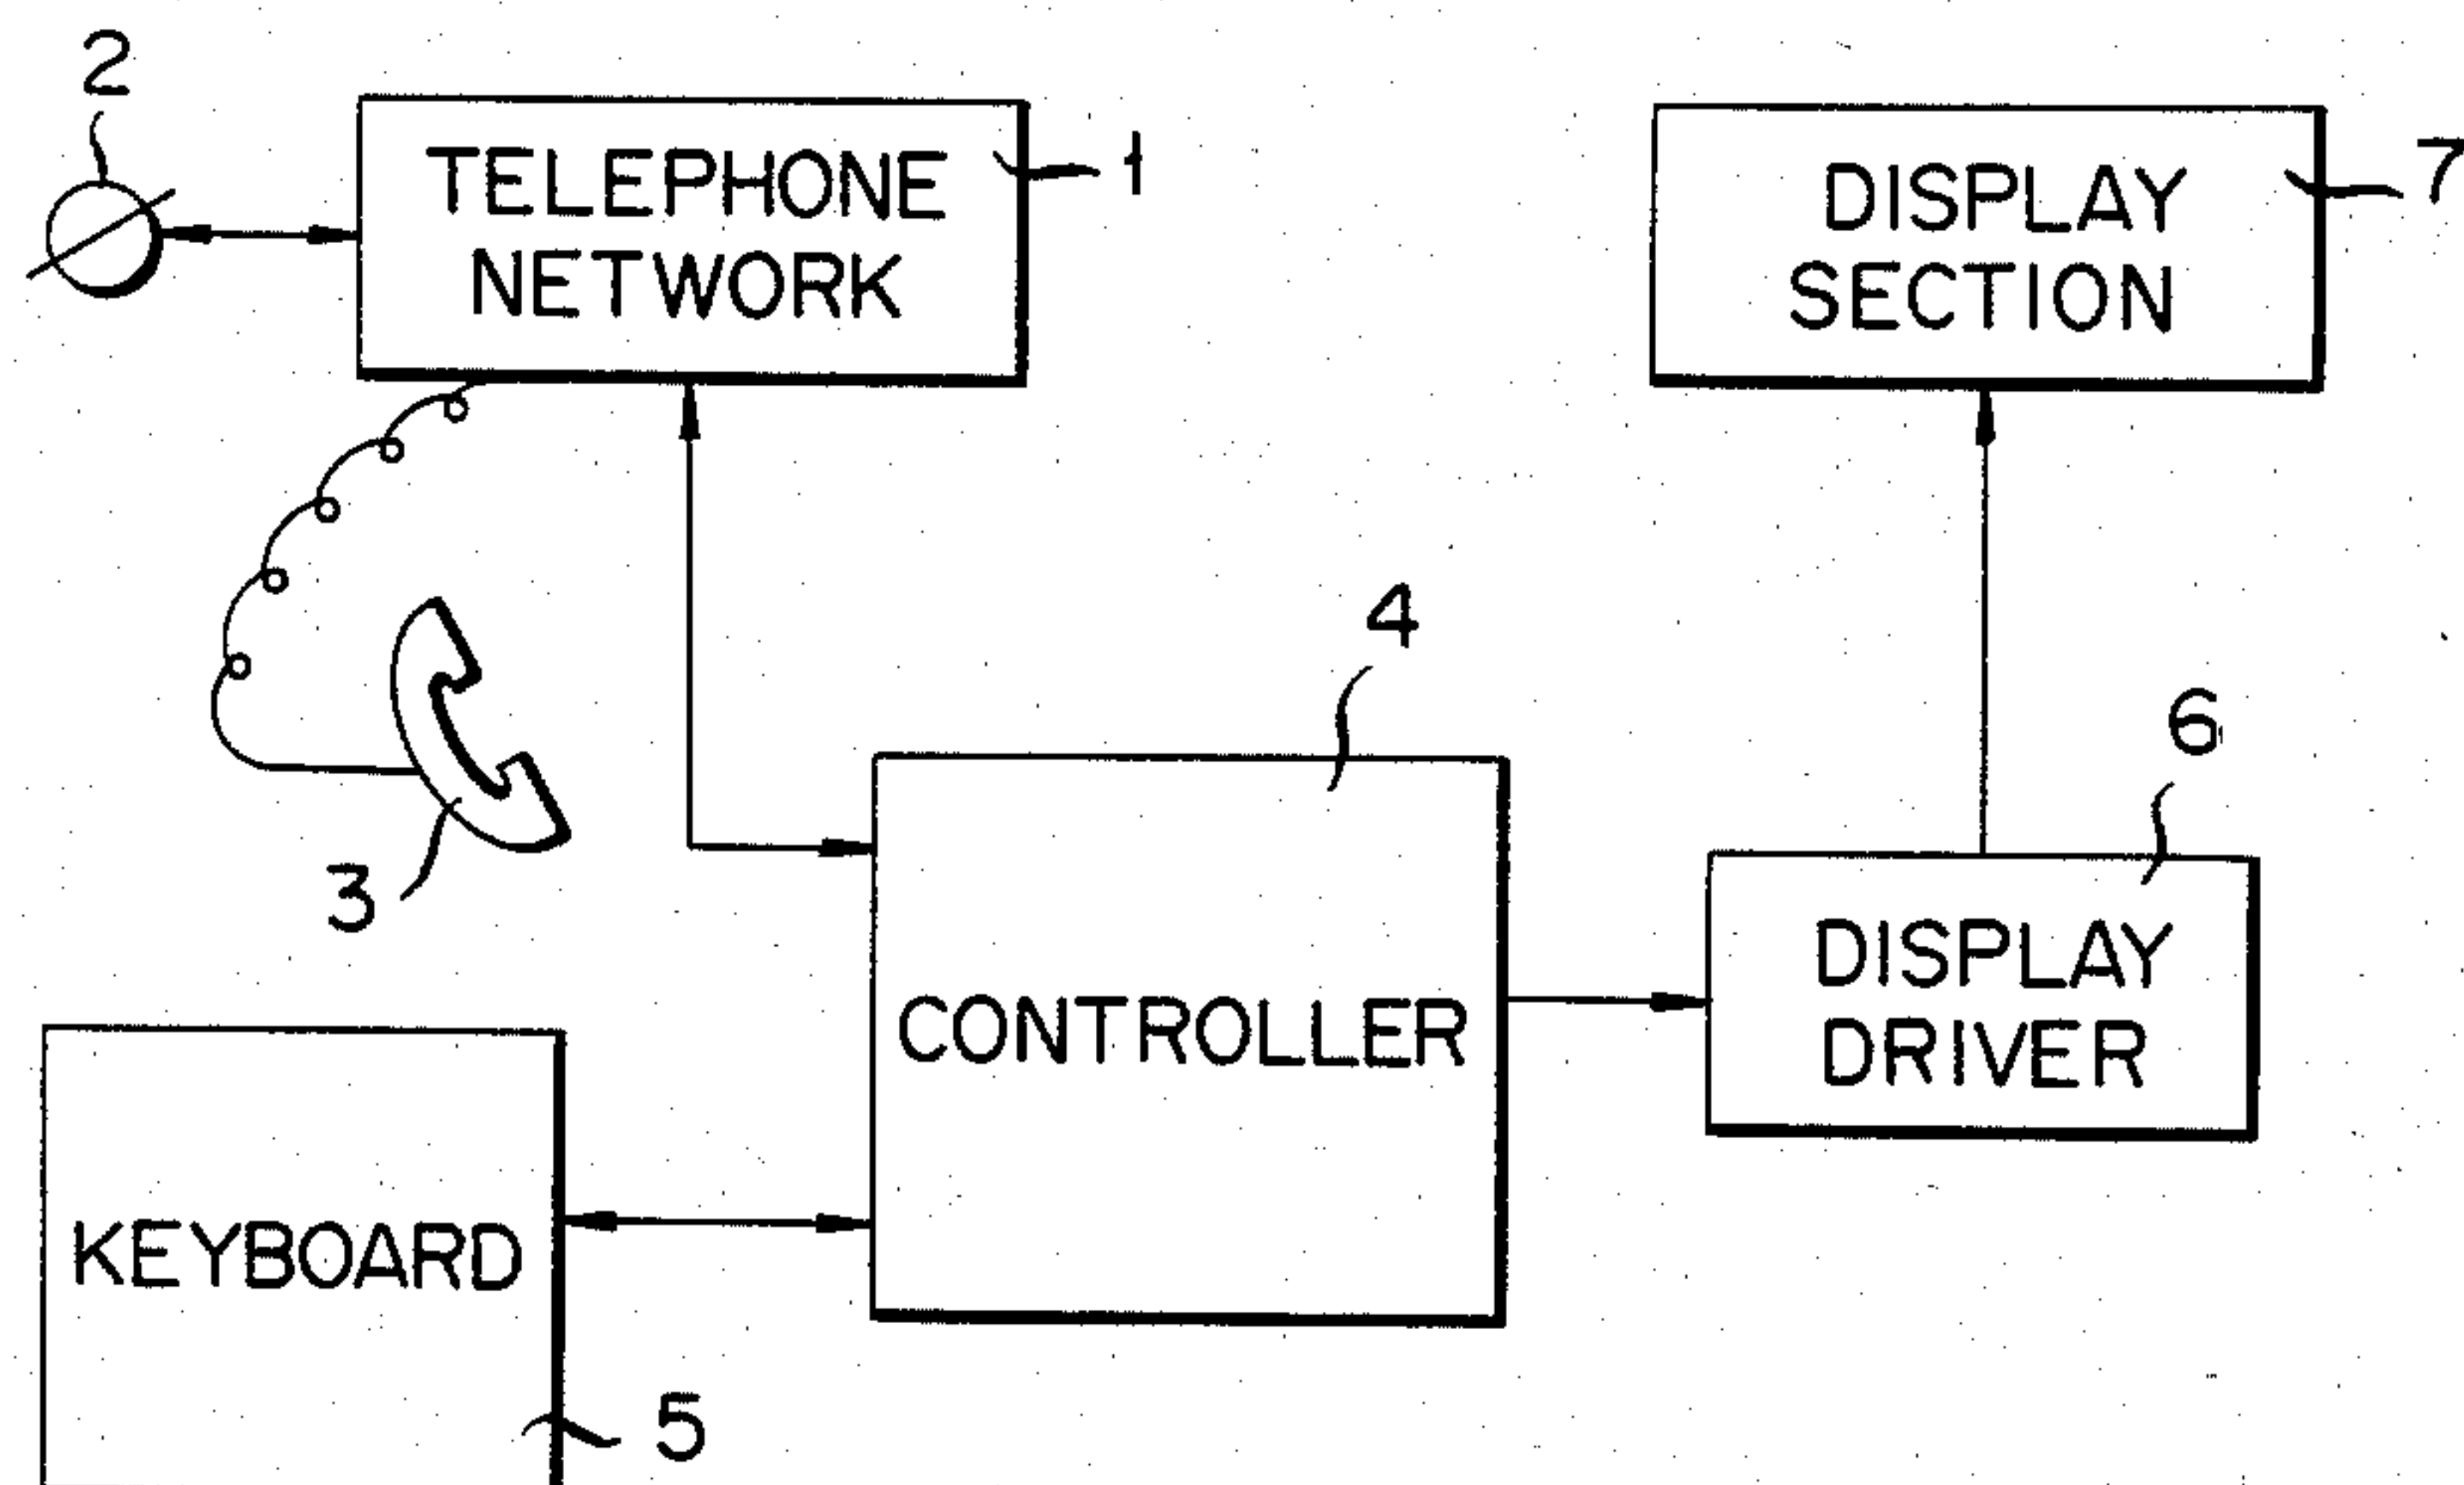 2
TELEPHONE
NETWORK
1
DISPLAY
SECTION
7
4
6
3
CONTROLLER
DISPLAY
DRIVER
KEYBOARD
5